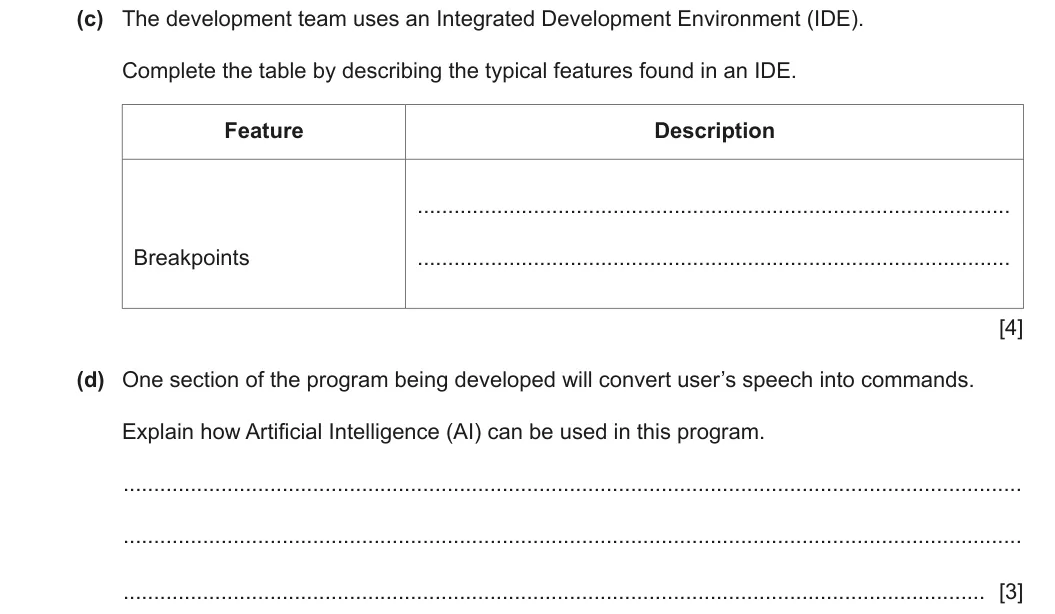 (c) The development team uses an Integrated Development Environment (IDE).
Complete the table by describing the typical features found in an IDE.
Feature Description
................................................................................................
Breakpoints ................................................................................................
[4]
(d) One section of the program being developed will convert user’s speech into commands.
Explain how Artificial Intelligence (AI) can be used in this program.
...................................................................................................................................................
...................................................................................................................................................
............................................................................................................................................. [3]